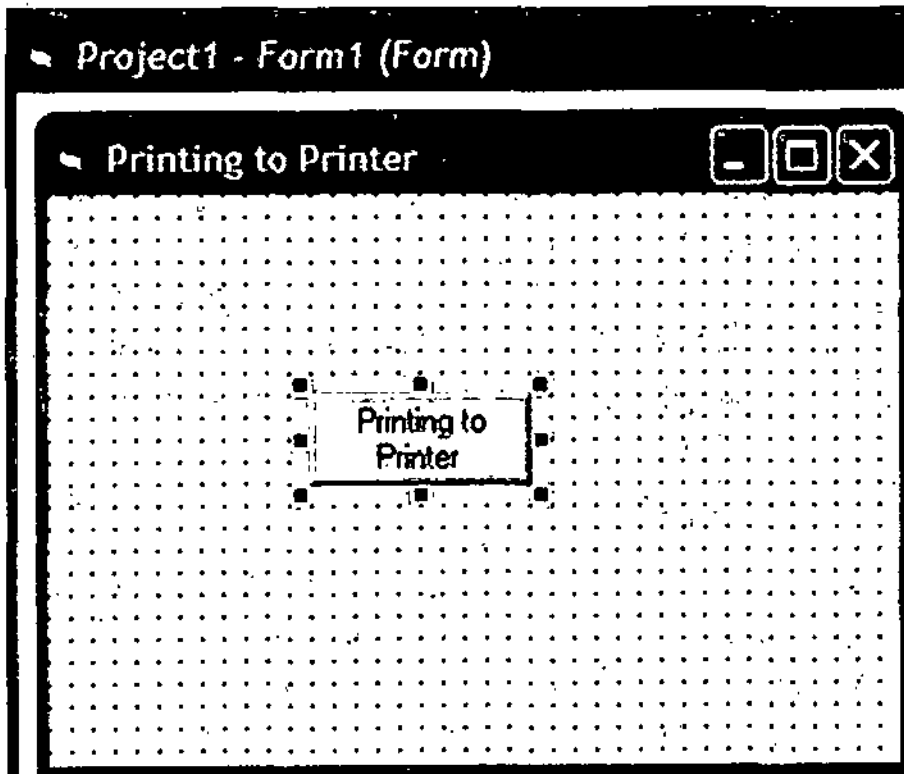 Project1 - Form1 (Form)
Printing to Printer
Printing to
Printer